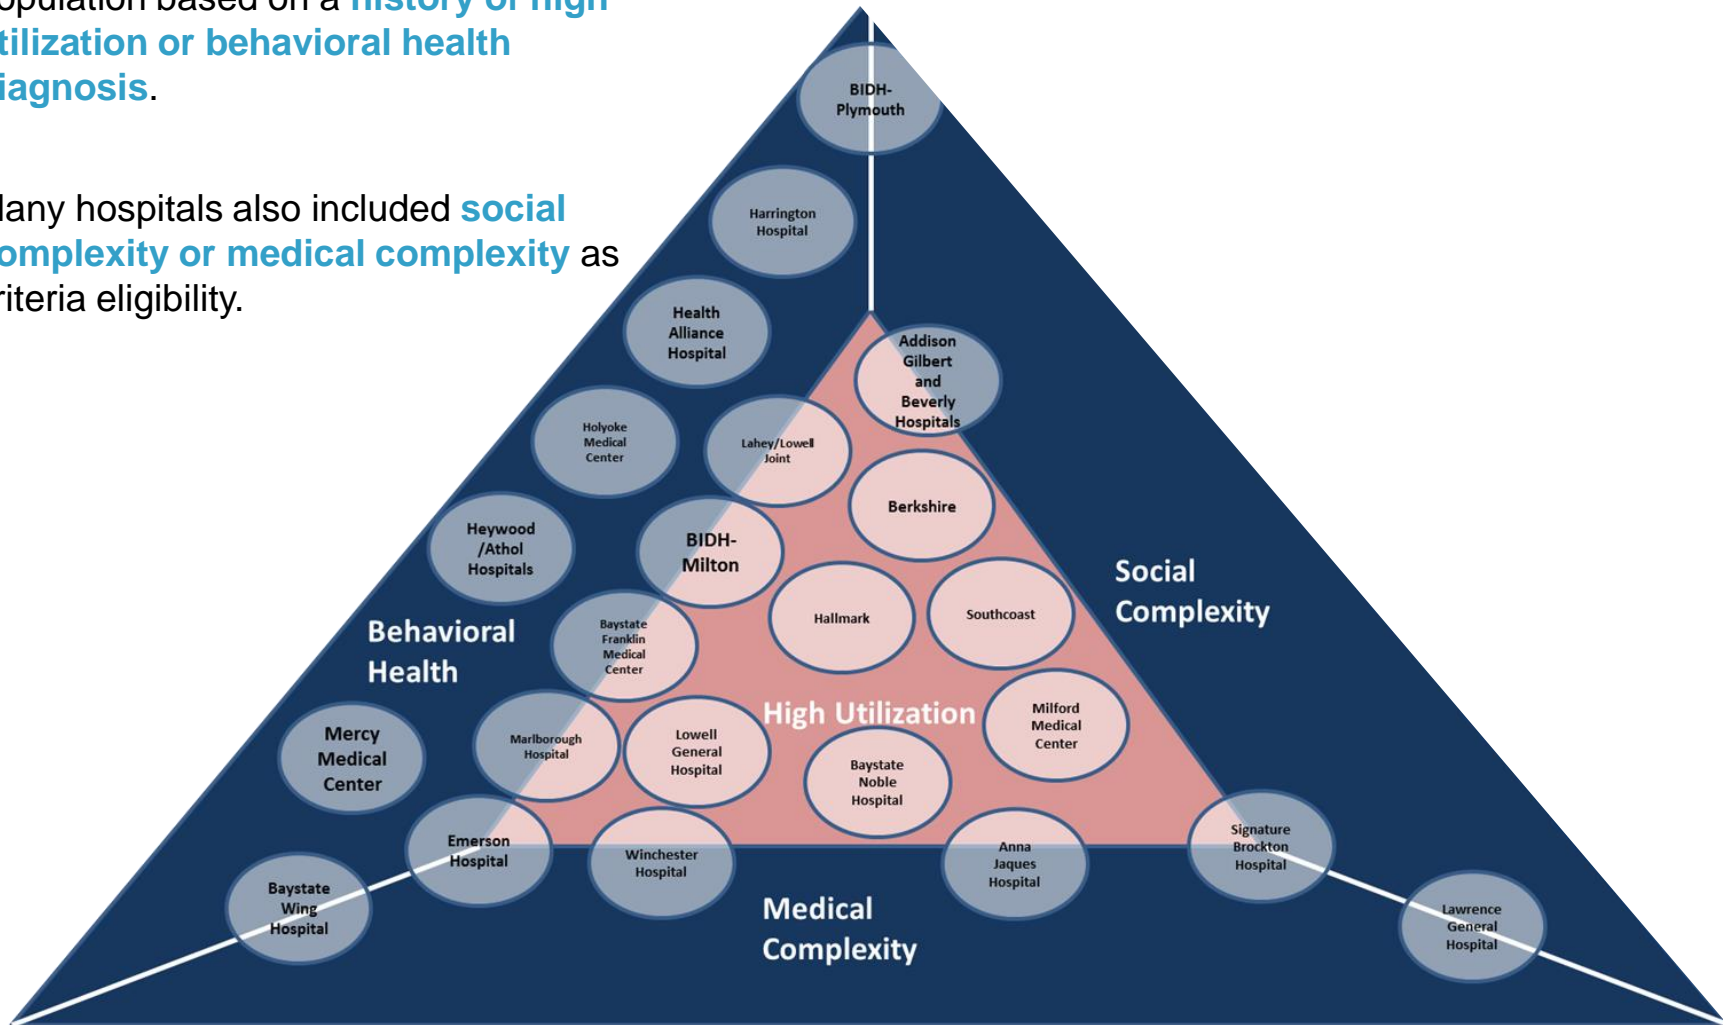 opulation based on a history of high
tilization or behavioral health
iagnosis.
any hospitals also included social
omplexity or medical complexity as
riteria eligibility.
BIDH-
Plymouth
Harrington
Hospital
Health
Alliance
Hospital
Addison
Gilbert
and
Beverly
Hospitals
Holyoke
Medical
Center
Lahey/Lowell
Joint
Berkshire
Heywood
/Athol
Hospitals
BIDH-
Milton
Social
Complexity
Hallmark
Southcoast
Behavioral
Health
Baystate
Franklin
Medical
Center
High Utilization
Milford
Medical
Center
Mercy
Medical
Center
Marlborough
Hospital
Lowell
General
Hospital
Baystate
Noble
Hospital
Emerson
Hospital
Winchester
Hospital
Anna
Jaques
Hospital
Signature
Brockton
Hospital
Baystate
Wing
Hospital
Medical
Complexity
Lawrence
General
Hospital